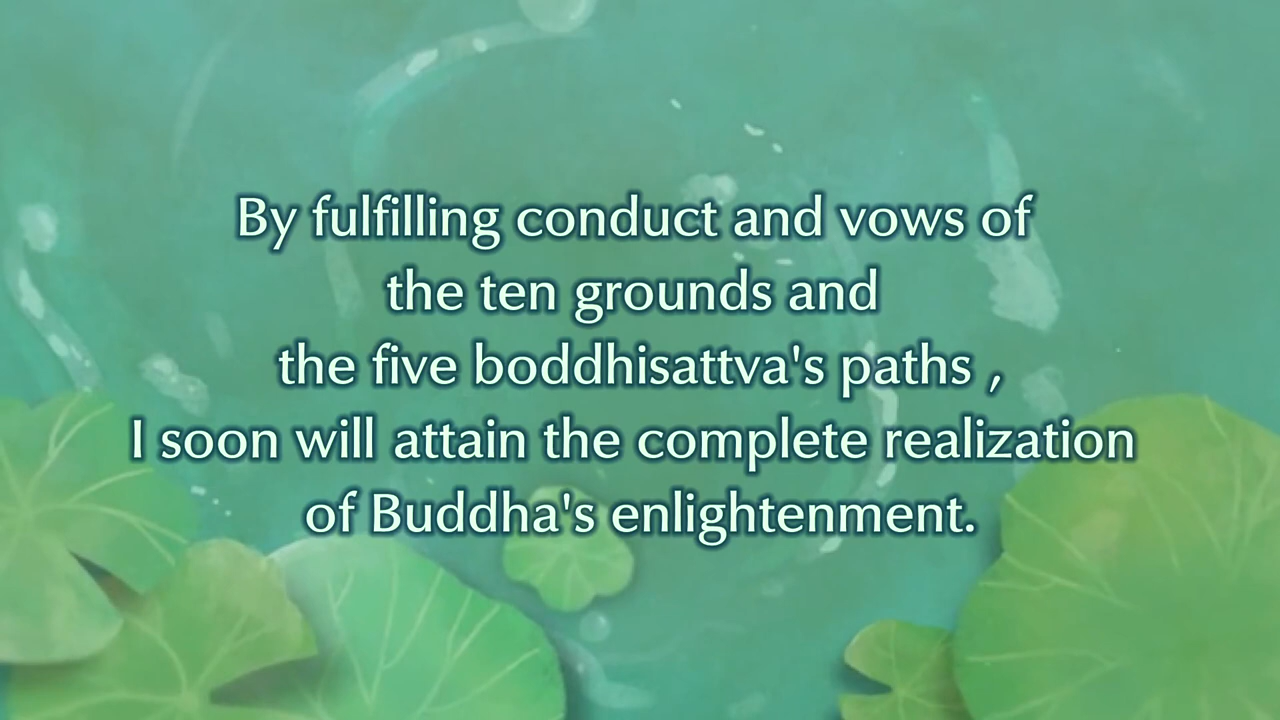 By fulfilling conduct and vows of
the ten grounds and
the five boddhisattva's paths ,
I soon will attain the complete realization
of Buddha's enlightenment.